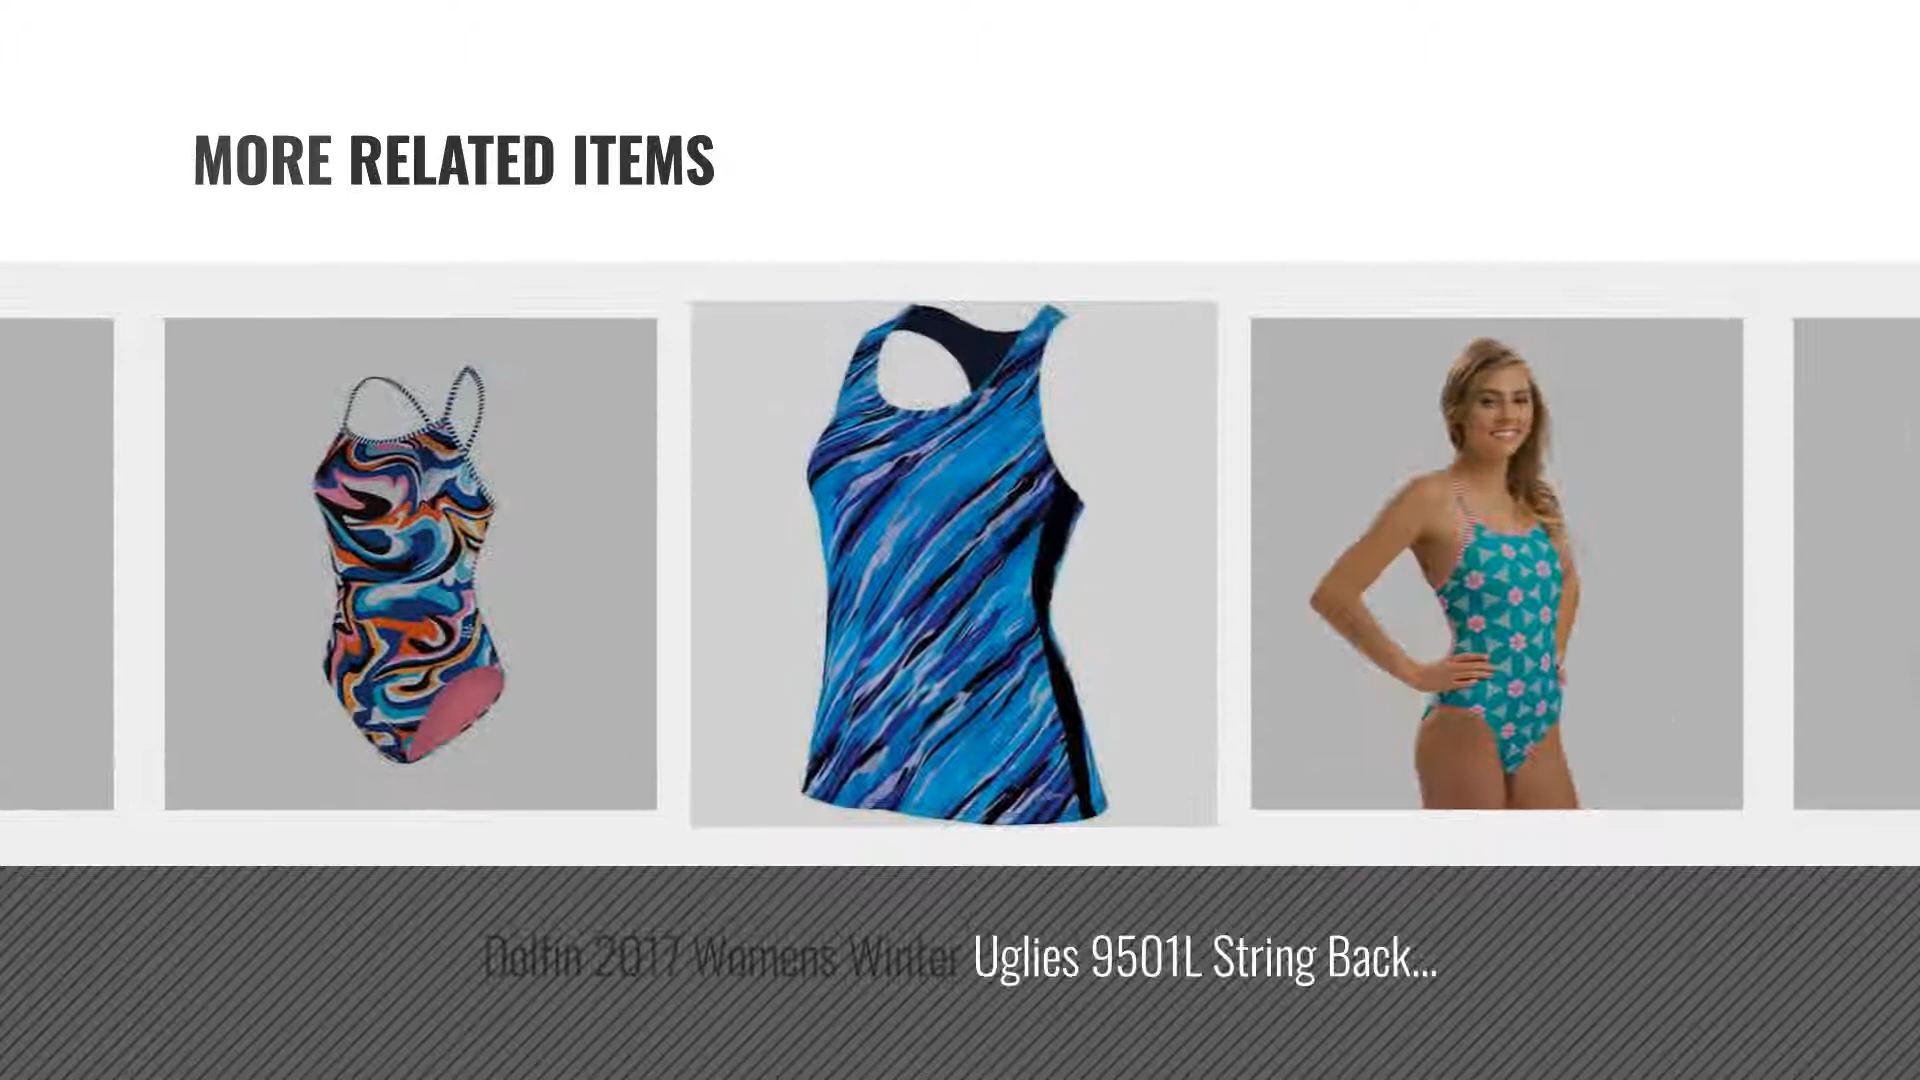 MORE RELATED ITEMS
Dolfin 2017 Womens Winter Uglies 9501L String Back...